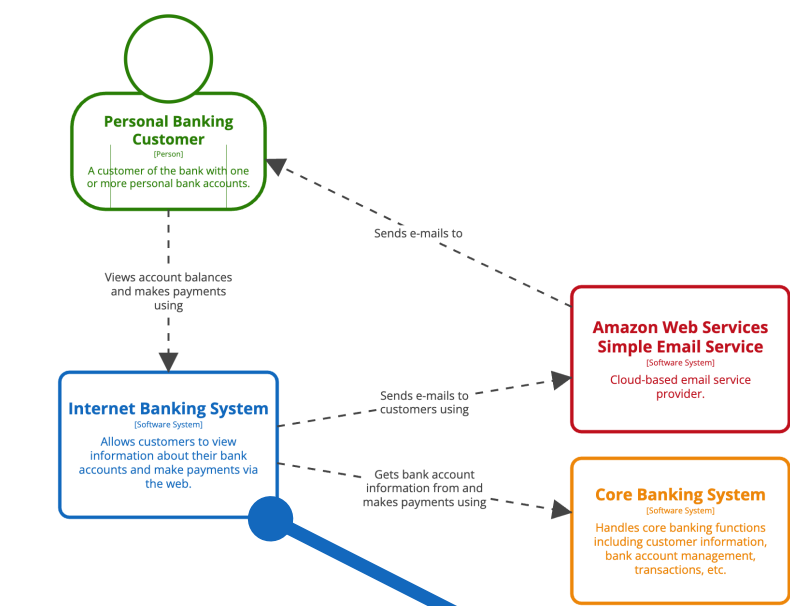 Personal Banking
Customer
[Person]
A customer of the bank with one
or more personal bank accounts.
Sends e-mails to
Views account balances
and makes payments
using
Amazon Web Services
Simple Email Service
[Software System]
Cloud-based email service
provider.
Internet Banking System
[Software System]
Allows customers to view
information about their bank
accounts and make payments via
the web.
Sends e-mails to
customers using
Gets bank account
information from and
makes payments using
Core Banking System
[Software System]
Handles core banking functions
including customer information,
bank account management,
transactions, etc.